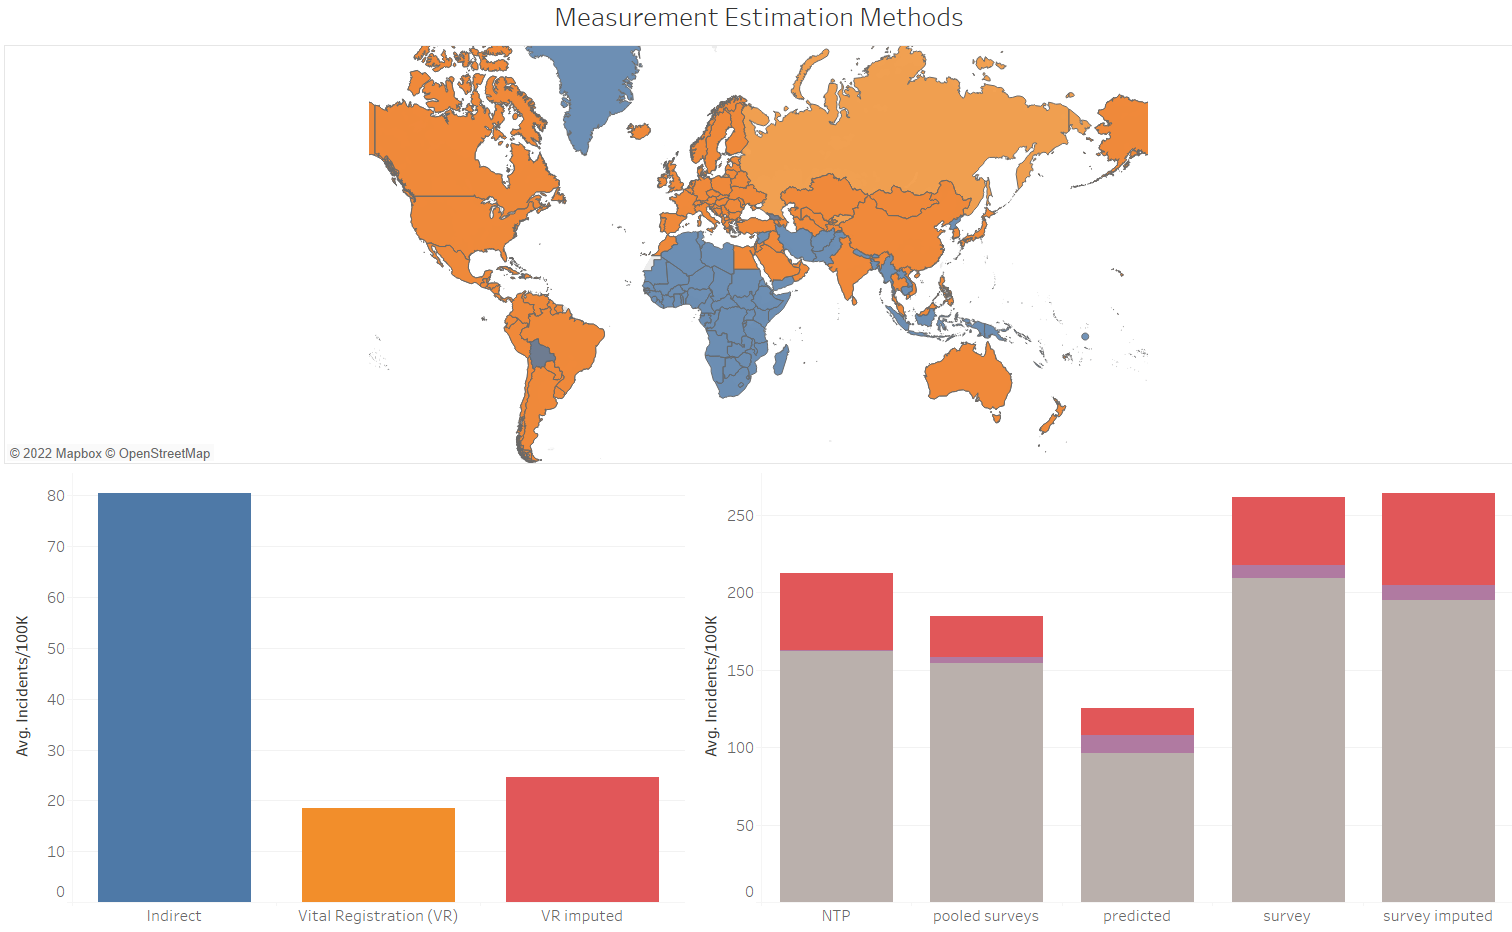 Measurement Estimation Methods
© 2022 Mapbox © OpenStreetMap
Avg. Incidents/100K
80
70
60
50
40
30
20
10
0
Indirect
Vital Registration (VR)
VR imputed
Avg. Incidents/100K
250
200
150
100
50
0
NTP
pooled surveys
predicted
survey
survey imputed